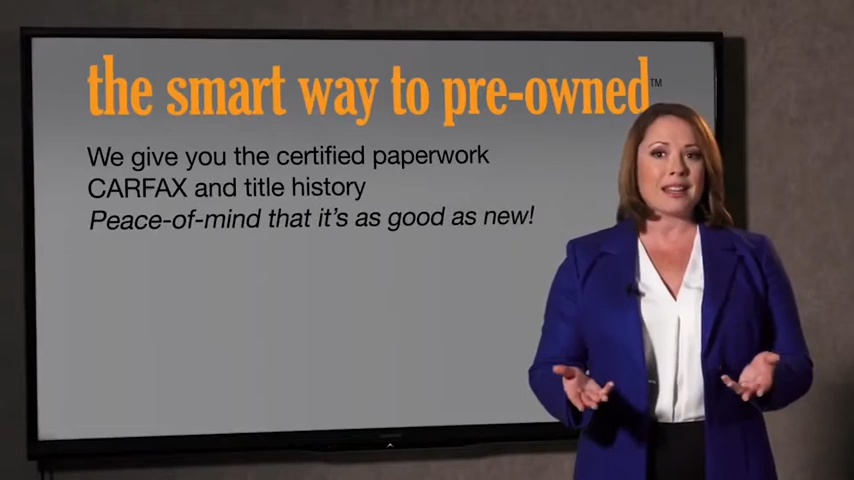 the smart way to pre-owned™
We give you the certified paperwork
CARFAX and title history
Peace-of-mind that it's as good as new!